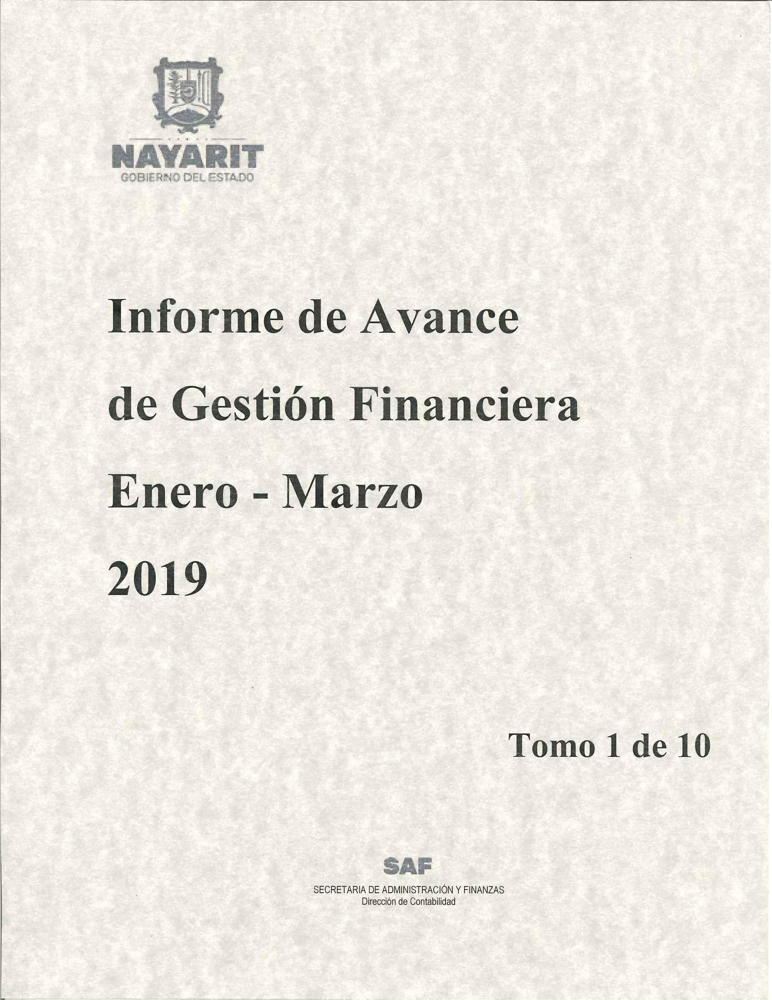 NAYARIT
GOBIERNO DEL ESTADO
Informe de Avance
de Gestión Financiera
Enero - Marzo
2019
Tomo 1 de 10
SAF
SECRETARIA DE ADMINISTRACIÓN Y FINANZAS
Dirección de Contabilidad